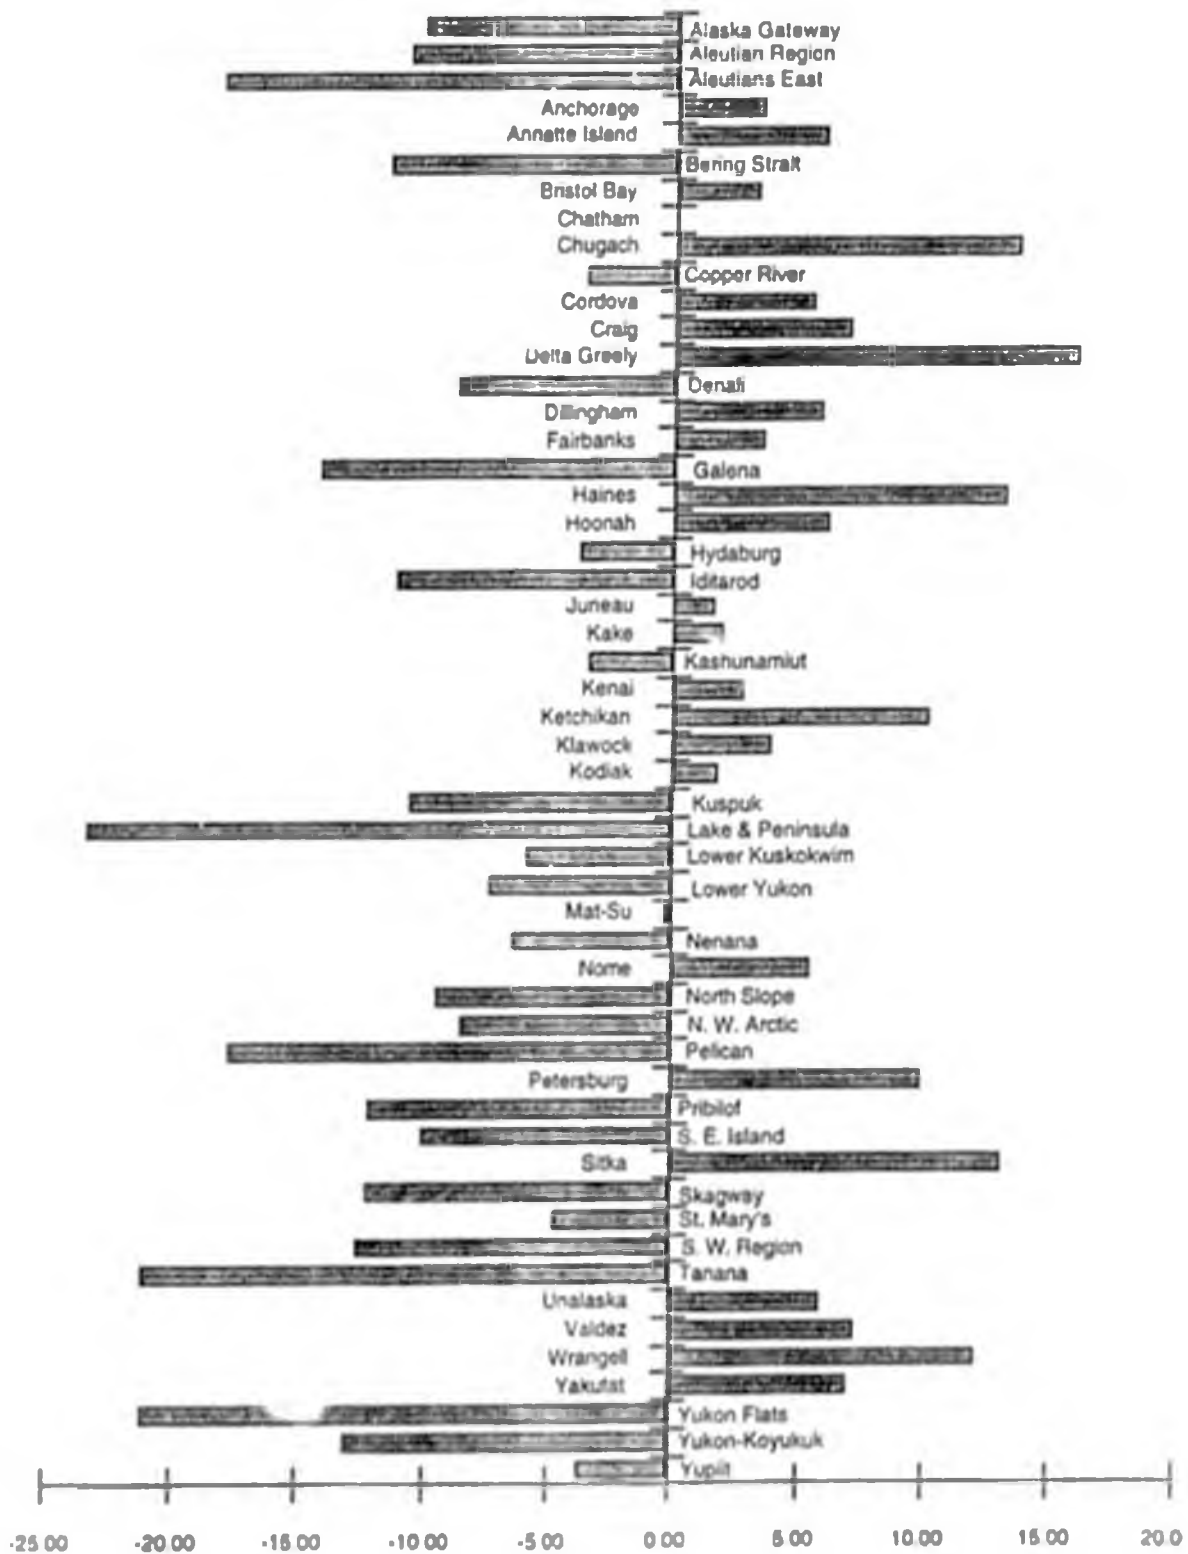 Alaska Gateway
Aleutian Region
Aleutians East
Anchorage
Annette Island
Bering Strait
Bristol Bay
Chatham
Chugach
Copper River
Cordova
Craig
Delta Greely
Denali
Dillingham
Fairbanks
Galena
Haines
Hoonah
Hydaburg
Iditarod
Juneau
Kake
Kashunamiut
Kenai
Ketchikan
Klawock
Kodiak
Kuspuk
Lake & Peninsula
Lower Kuskokwim
Lower Yukon
Mat-Su
Nenana
Nome
North Slope
N. W. Arctic
Pelican
Petersburg
Pribilof
S. E. Island
Sitka
Skagway
St. Mary's
S. W. Region
Tanana
Unalaska
Valdez
Wrangell
Yakutat
Yukon Flats
Yukon-Koyukuk
Yupiit
-25.00 -20.00 -15.00 -10.00 -5.00 0.00 5.00 10.00 15.00 20.0